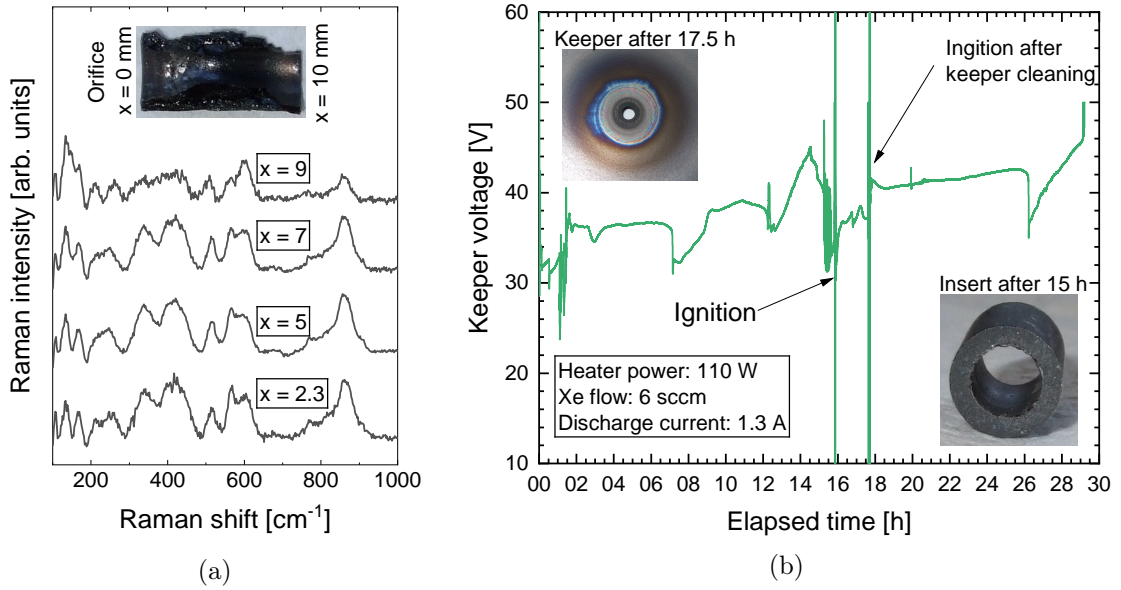 (a)
Raman intensity [arb. units]
Orifice
x = 0 mm
x = 10 mm
x = 9
x = 7
x = 5
x = 2.3
200
400
600
800
1000
Raman shift [cm⁻¹]
(a)
(b)
Keeper voltage [V]
60
50
40
30
20
10
Keeper after 17.5 h
Ingition after
keeper cleaning
Ignition
Insert after 15 h
Heater power: 110 W
Xe flow: 6 sccm
Discharge current: 1.3 A
00 02 04 06 08 10 12 14 16 18 20 22 24 26 28 30
Elapsed time [h]
(b)